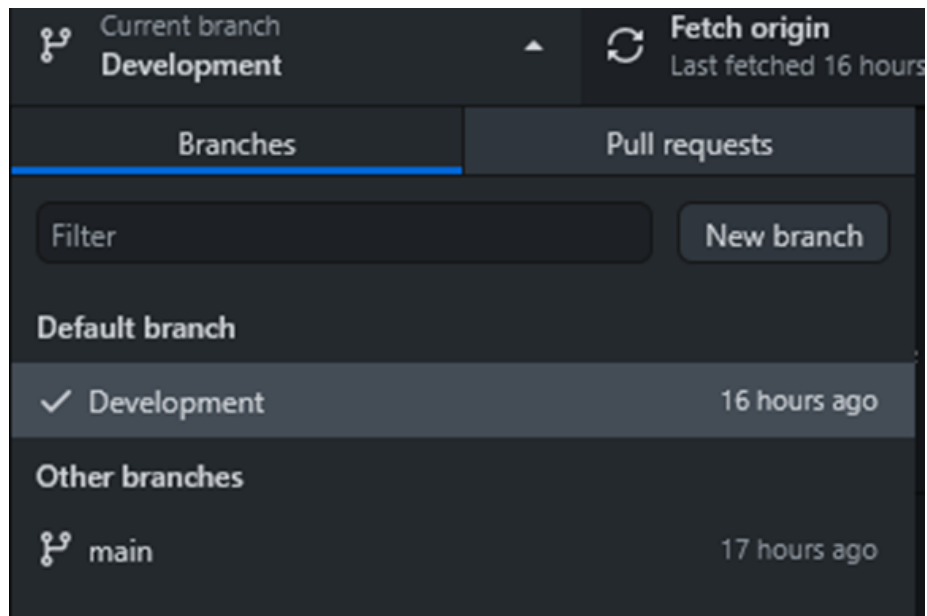 Current branch
Development
Fetch origin
Last fetched 16 hours
Branches
Pull requests
Filter
New branch
Default branch
Development
16 hours ago
Other branches
main
17 hours ago